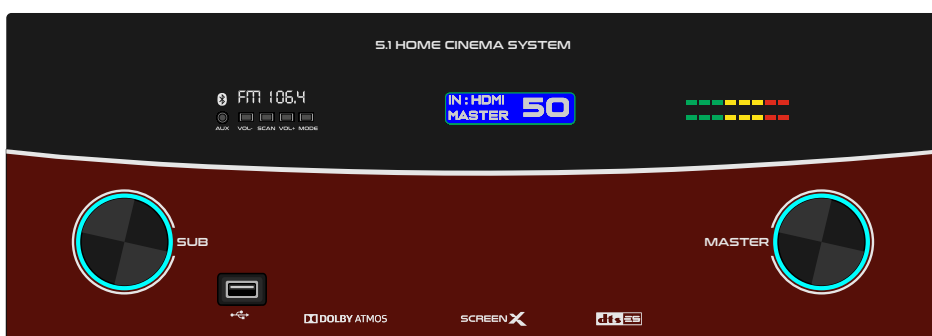 5.1 HOME CINEMA SYSTEM
FM 106.4
AUX VOL- SCAN VOL+ MODE
IN : HDMI
MASTER 50
SUB
MASTER
DOLBY ATMOS
SCREEN X
dts ES